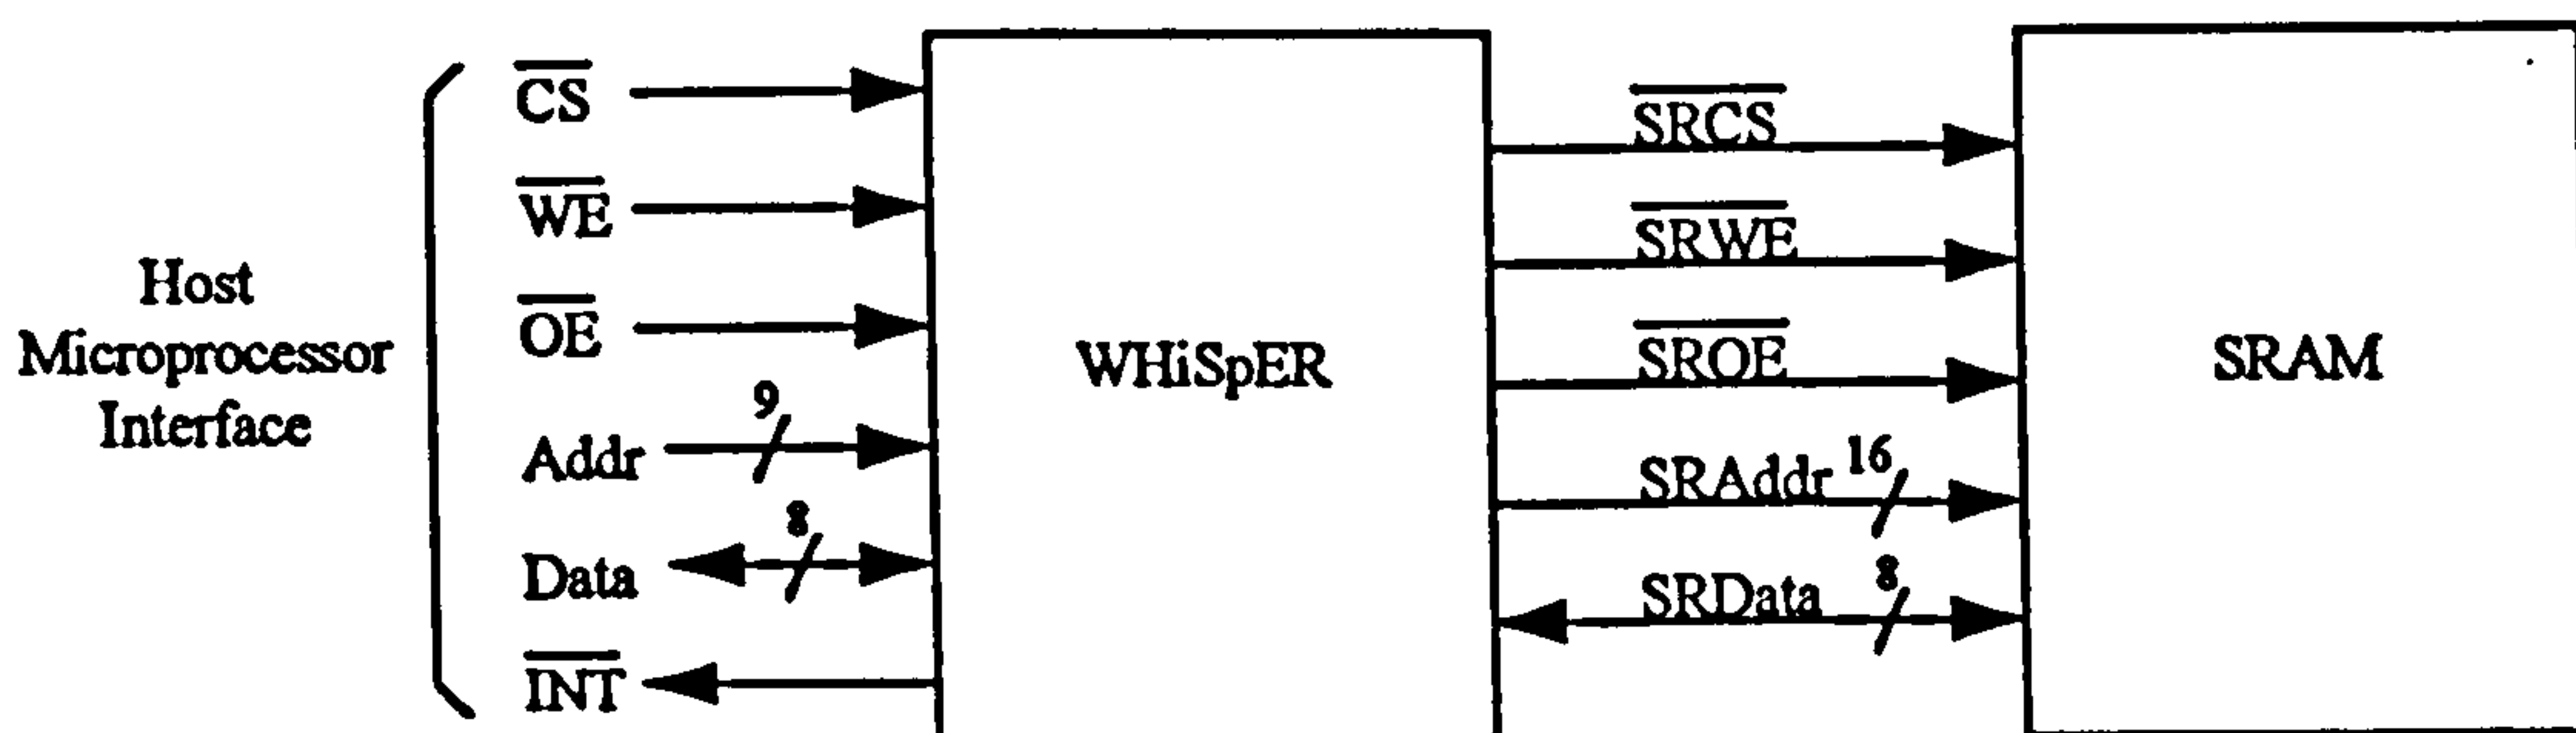 Host
Microprocessor
Interface
CS
WE
OE
Addr
9
Data
8
INT
WHiSpER
SRCS
SRWE
SROE
SRAddr 16
SRData 8
SRAM